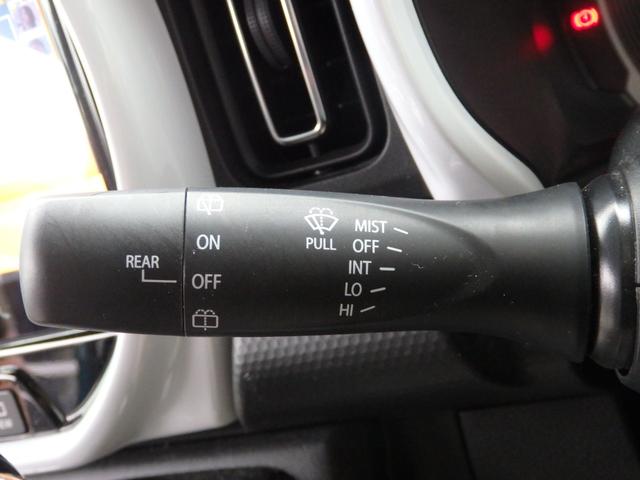 REAR
ON
OFF
PULL
MIST
OFF
INT
LO
HI